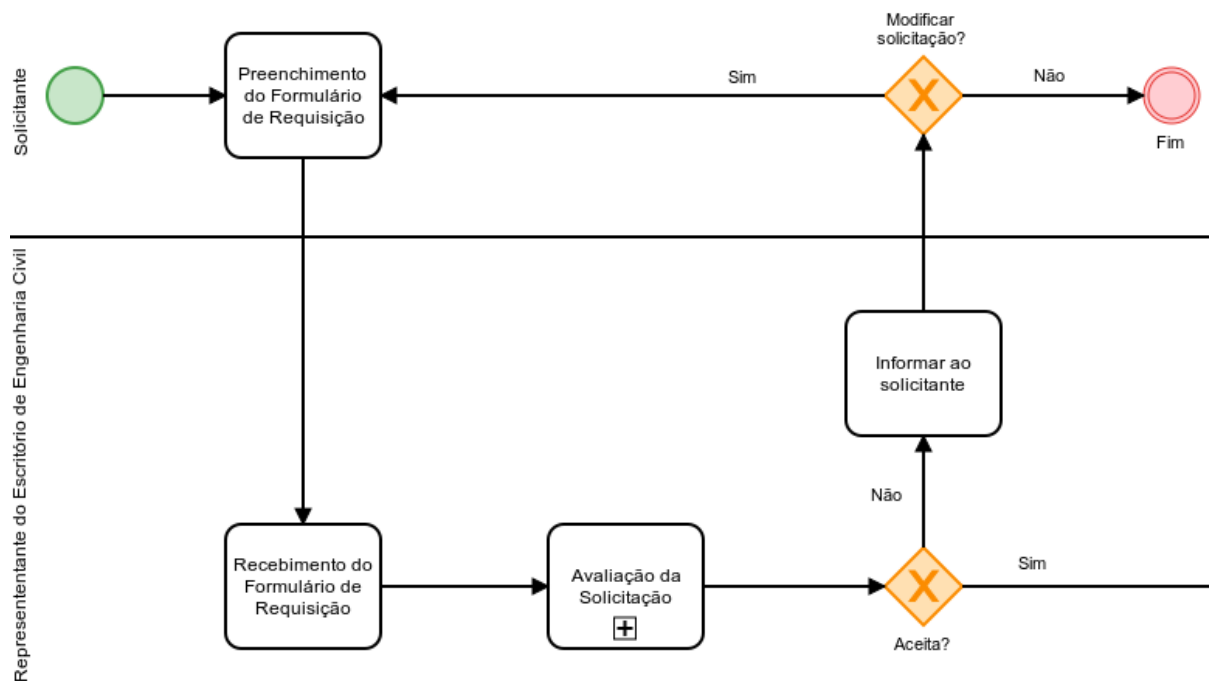 Solicitante
Preenchimento
do Formulário
de Requisição
Sim
Modificar
solicitação?
Não
Fim
Represententante do Escritório de Engenharia Civil
Informar ao
solicitante
Não
Recebimento do
Formulário de
Requisição
Avaliação da
Solicitação
Aceita?
Sim